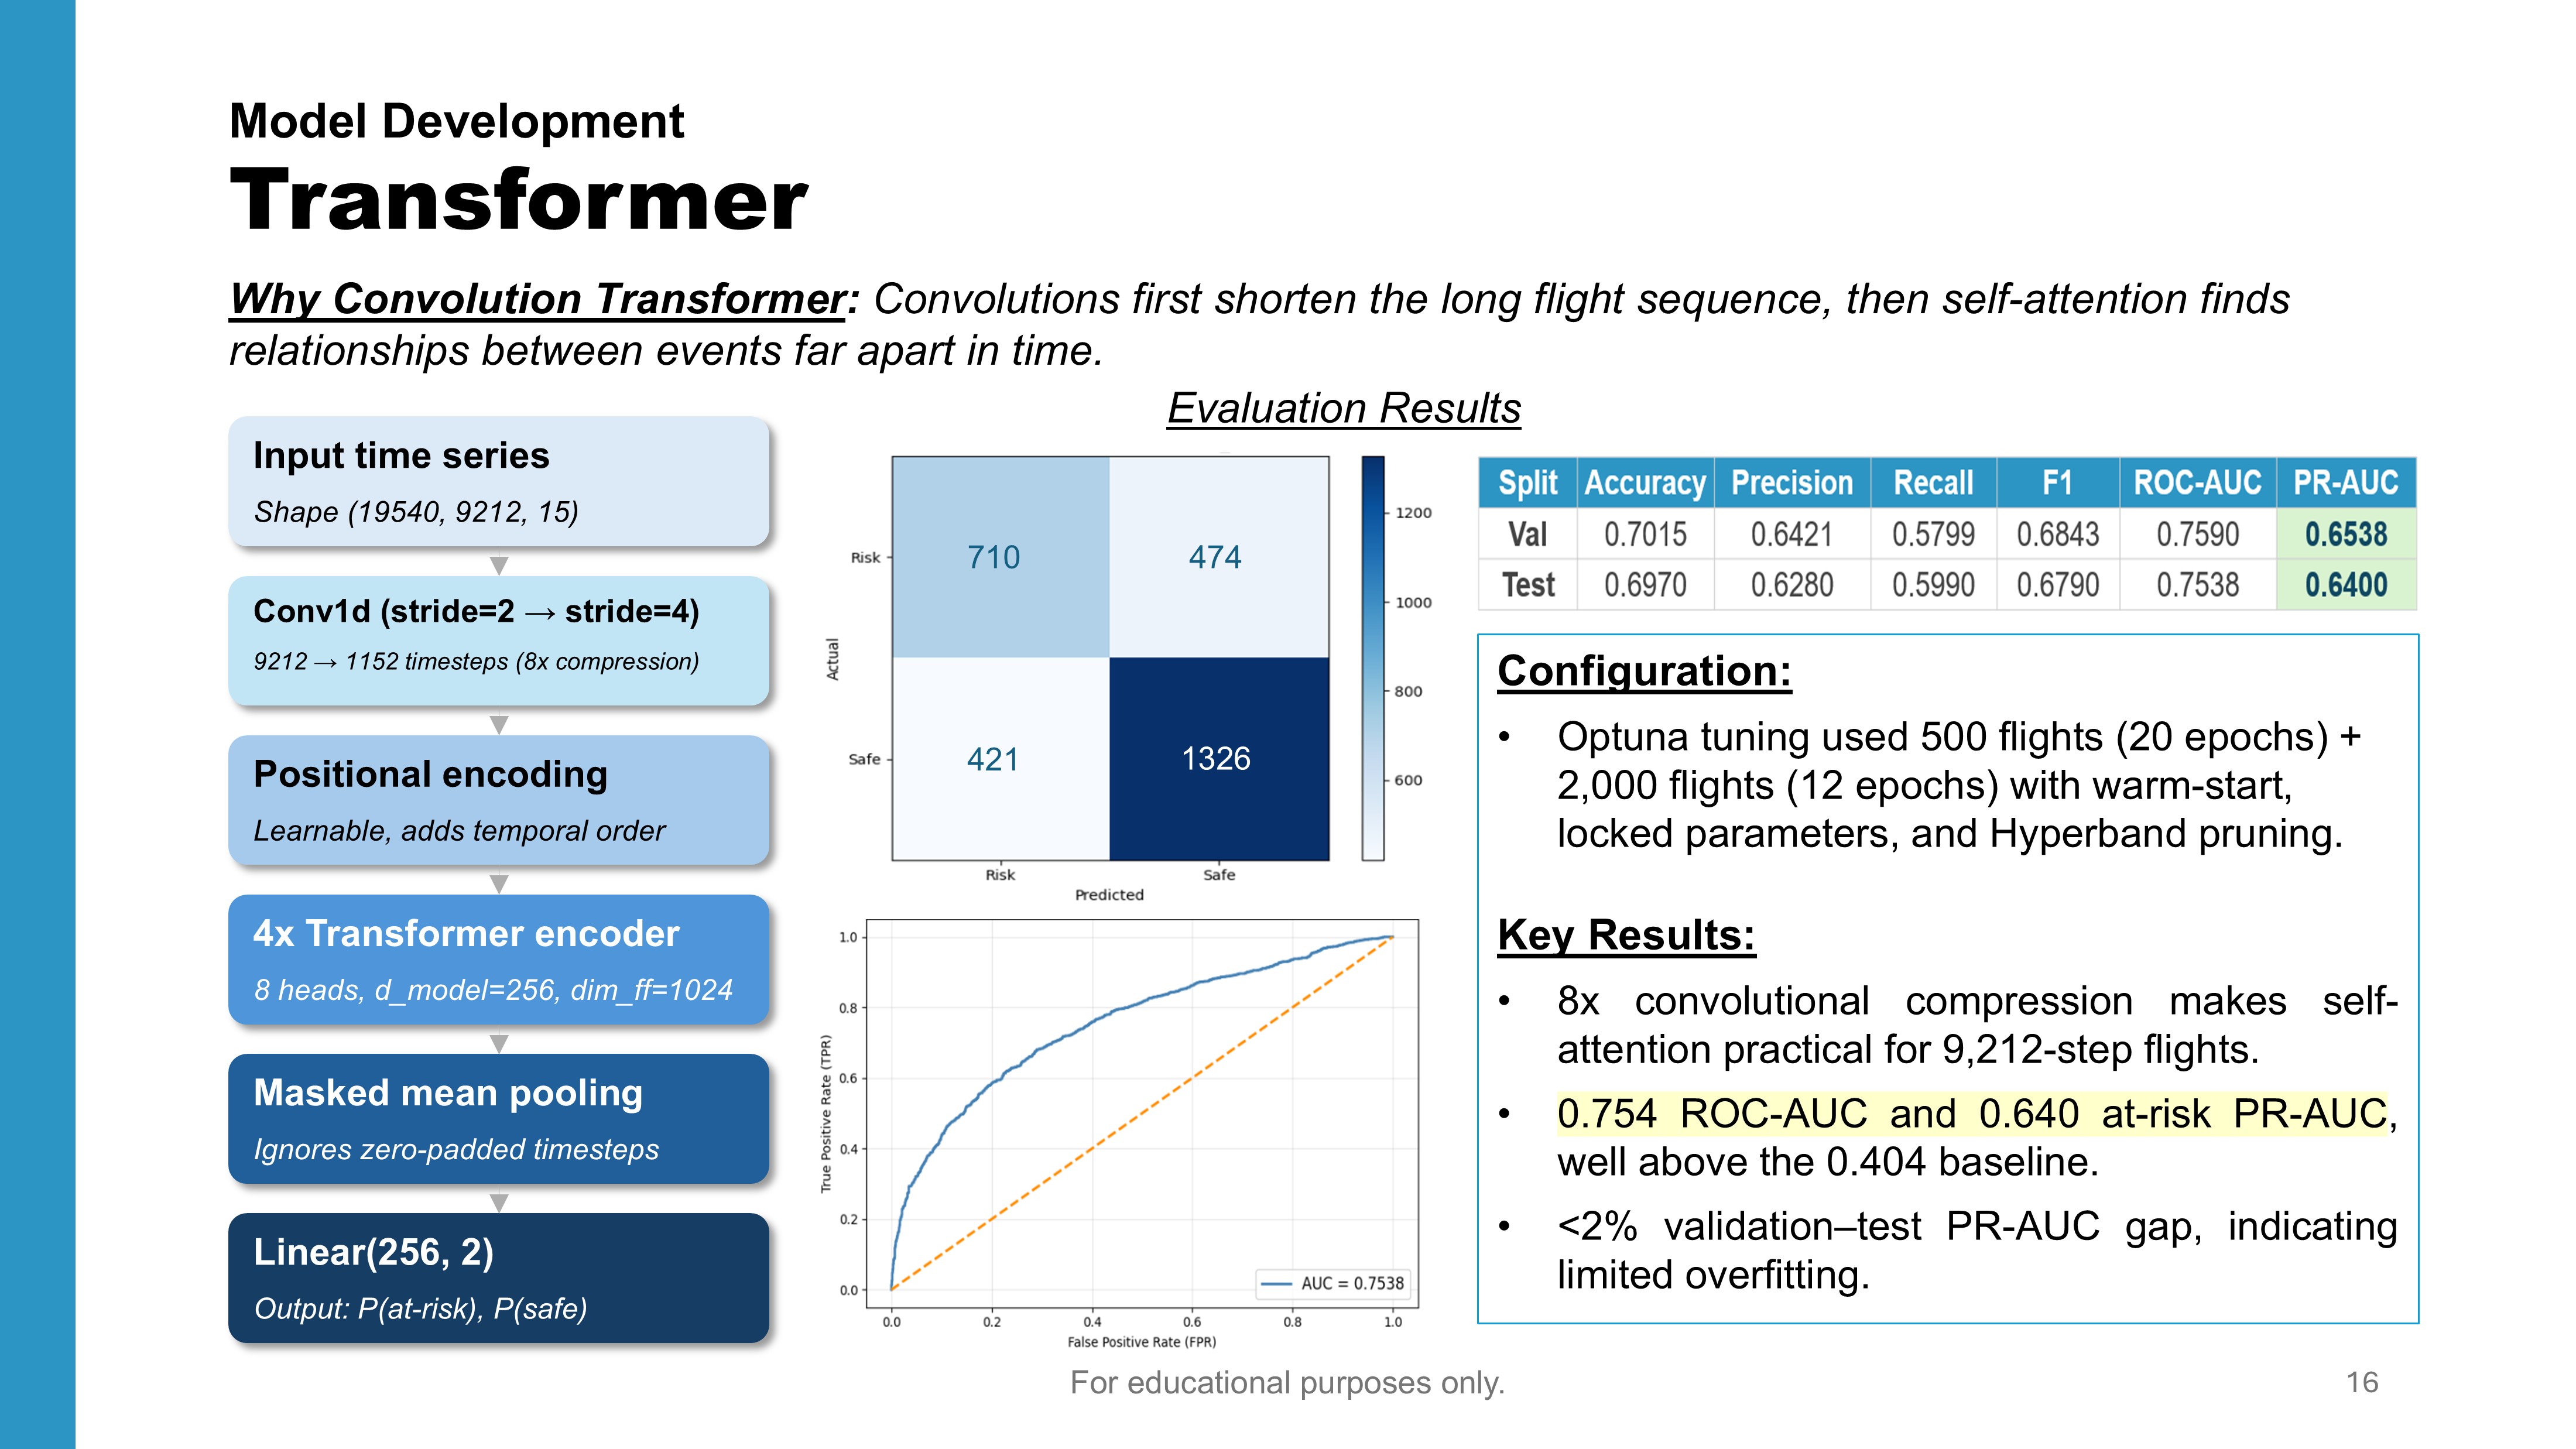 Model Development
Transformer
Why Convolution Transformer: Convolutions first shorten the long flight sequence, then self-attention finds
relationships between events far apart in time.
Input time series
Shape (19540, 9212, 15)
Conv1d (stride=2 → stride=4)
9212 → 1152 timesteps (8x compression)
Positional encoding
Learnable, adds temporal order
4x Transformer encoder
8 heads, d_model=256, dim_ff=1024
Masked mean pooling
Ignores zero-padded timesteps
Linear(256, 2)
Output: P(at-risk), P(safe)
Evaluation Results
Actual
Risk
710
474
Safe
421
1326
Risk
Safe
Predicted
1200
1000
800
600
True Positive Rate (TPR)
1.0
0.8
0.6
0.4
0.2
0.0
AUC = 0.7538
0.0 0.2 0.4 0.6 0.8 1.0
False Positive Rate (FPR)
Split Accuracy Precision Recall F1 ROC-AUC PR-AUC
Val 0.7015 0.6421 0.5799 0.6843 0.7590 0.6538
Test 0.6970 0.6280 0.5990 0.6790 0.7538 0.6400
Configuration:
• Optuna tuning used 500 flights (20 epochs) +
2,000 flights (12 epochs) with warm-start,
locked parameters, and Hyperband pruning.
Key Results:
• 8x convolutional compression makes self-
attention practical for 9,212-step flights.
• 0.754 ROC-AUC and 0.640 at-risk PR-AUC,
well above the 0.404 baseline.
• <2% validation–test PR-AUC gap, indicating
limited overfitting.
For educational purposes only.
16